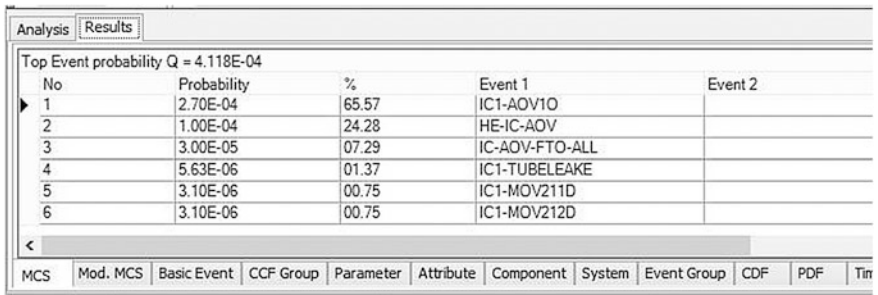 Analysis Results
Top Event probability Q = 4.118E-04
No Probability % Event 1 Event 2
1 2.70E-04 65.57 IC1-AOV1O
2 1.00E-04 24.28 HE-IC-AOV
3 3.00E-05 07.29 IC-AOV-FTO-ALL
4 5.63E-06 01.37 IC1-TUBELEAKE
5 3.10E-06 00.75 IC1-MOV211D
6 3.10E-06 00.75 IC1-MOV212D
MCS Mod. MCS Basic Event CCF Group Parameter Attribute Component System Event Group CDF PDF